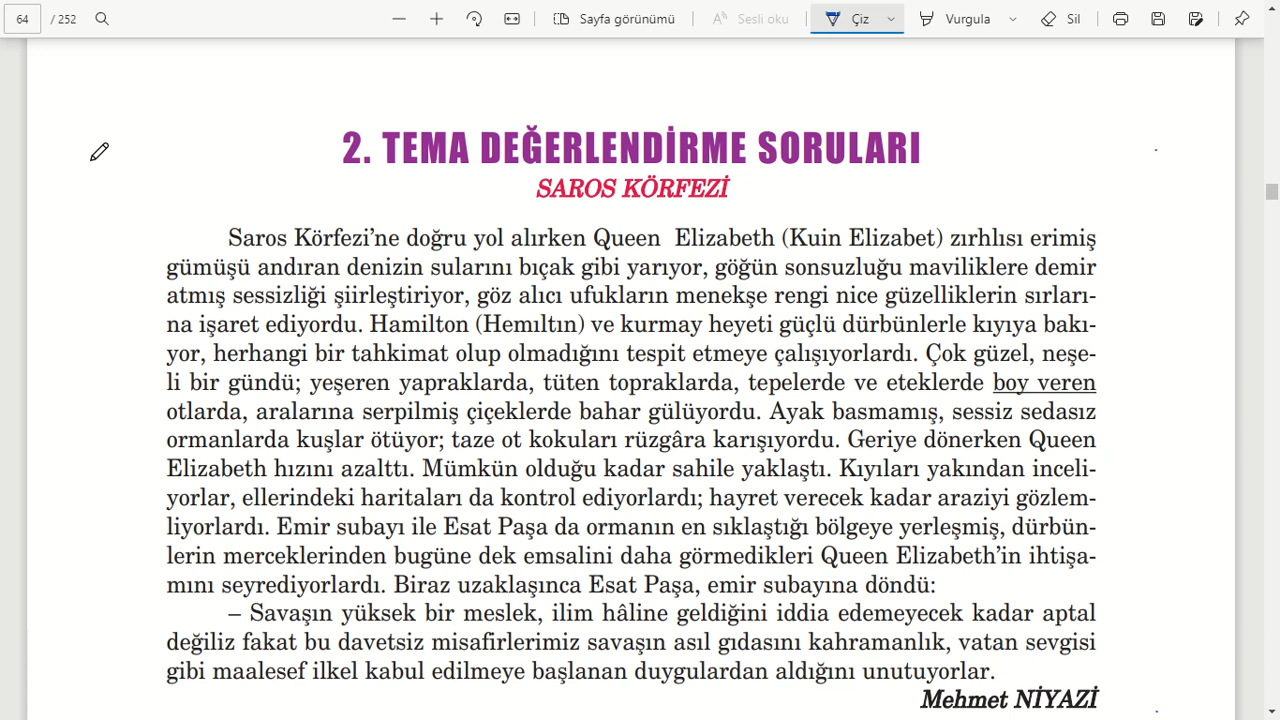 64 / 252 Sayfa görünümü Sesli oku Çiz Vurgula Sil
2. TEMA DEĞERLENDİRME SORULARI
SAROS KÖRFEZİ
Saros Körfezi’ne doğru yol alırken Queen Elizabeth (Kuin Elizabet) zırhlısı erimiş
gümüşü andıran denizin sularını bıçak gibi yarıyor, göğün sonsuzluğu maviliklere demir
atmış sessizliği şiirleştiriyor, göz alıcı ufukların menekşe rengi nice güzelliklerin sırları-
na işaret ediyordu. Hamilton (Hemıltın) ve kurmay heyeti güçlü dürbünlerle kıyıya bakı-
yor, herhangi bir tahkimat olup olmadığını tespit etmeye çalışıyorlardı. Çok güzel, neşe-
li bir gündü; yeşeren yapraklarda, tüten topraklarda, tepelerde ve eteklerde boy veren
otlarda, aralarına serpilmiş çiçeklerde bahar gülüyordu. Ayak basmamış, sessiz sedasız
ormanlarda kuşlar ötüyor; taze ot kokuları rüzgâra karışıyordu. Geriye dönerken Queen
Elizabeth hızını azalttı. Mümkün olduğu kadar sahile yaklaştı. Kıyıları yakından inceli-
yorlar, ellerindeki haritaları da kontrol ediyorlardı; hayret verecek kadar araziyi gözlem-
liyorlardı. Emir subayı ile Esat Paşa da ormanın en sıklaştığı bölgeye yerleşmiş, dürbün-
lerin merceklerinden bugüne dek emsalini daha görmedikleri Queen Elizabeth’in ihtişa-
mını seyrediyorlardı. Biraz uzaklaşınca Esat Paşa, emir subayına döndü:
– Savaşın yüksek bir meslek, ilim hâline geldiğini iddia edemeyecek kadar aptal
değiliz fakat bu davetsiz misafirlerimiz savaşın asıl gıdasını kahramanlık, vatan sevgisi
gibi maalesef ilkel kabul edilmeye başlanan duygulardan aldığını unutuyorlar.
Mehmet NİYAZİ